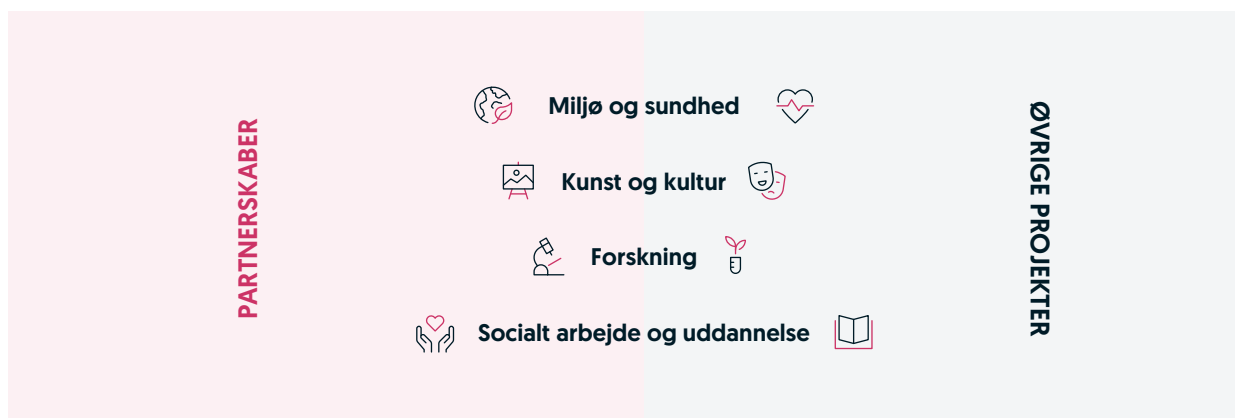 PARTNERSKABER
Miljø og sundhed
Kunst og kultur
Forskning
Socialt arbejde og uddannelse
ØVRIGE PROJEKTER